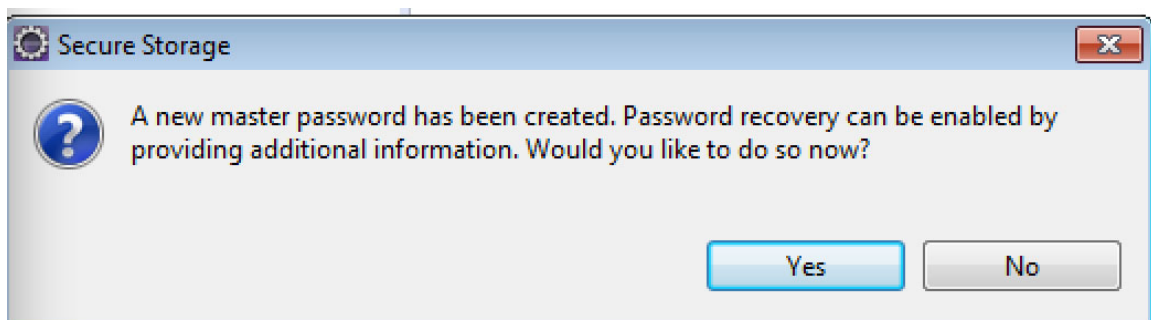 Secure Storage
A new master password has been created. Password recovery can be enabled by
providing additional information. Would you like to do so now?
Yes No